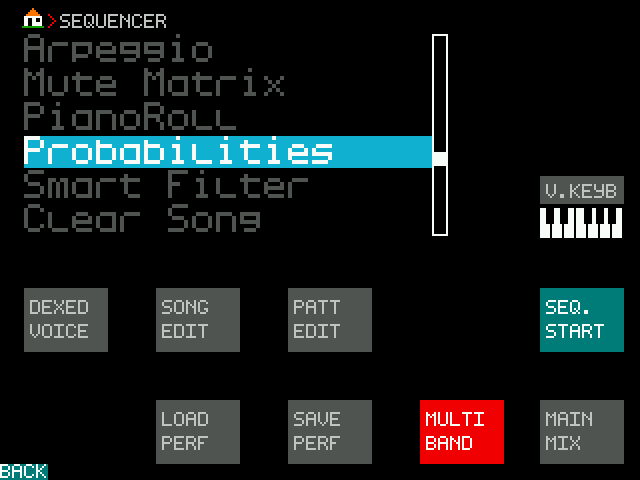 >SEQUENCER
Arpeggio
Mute Matrix
PianoRoll
Probabilities
Smart Filter
Clear Song
V.KEYB
DEXED VOICE
SONG EDIT
PATT EDIT
SEQ. START
LOAD PERF
SAVE PERF
MULTI BAND
MAIN MIX
BACK